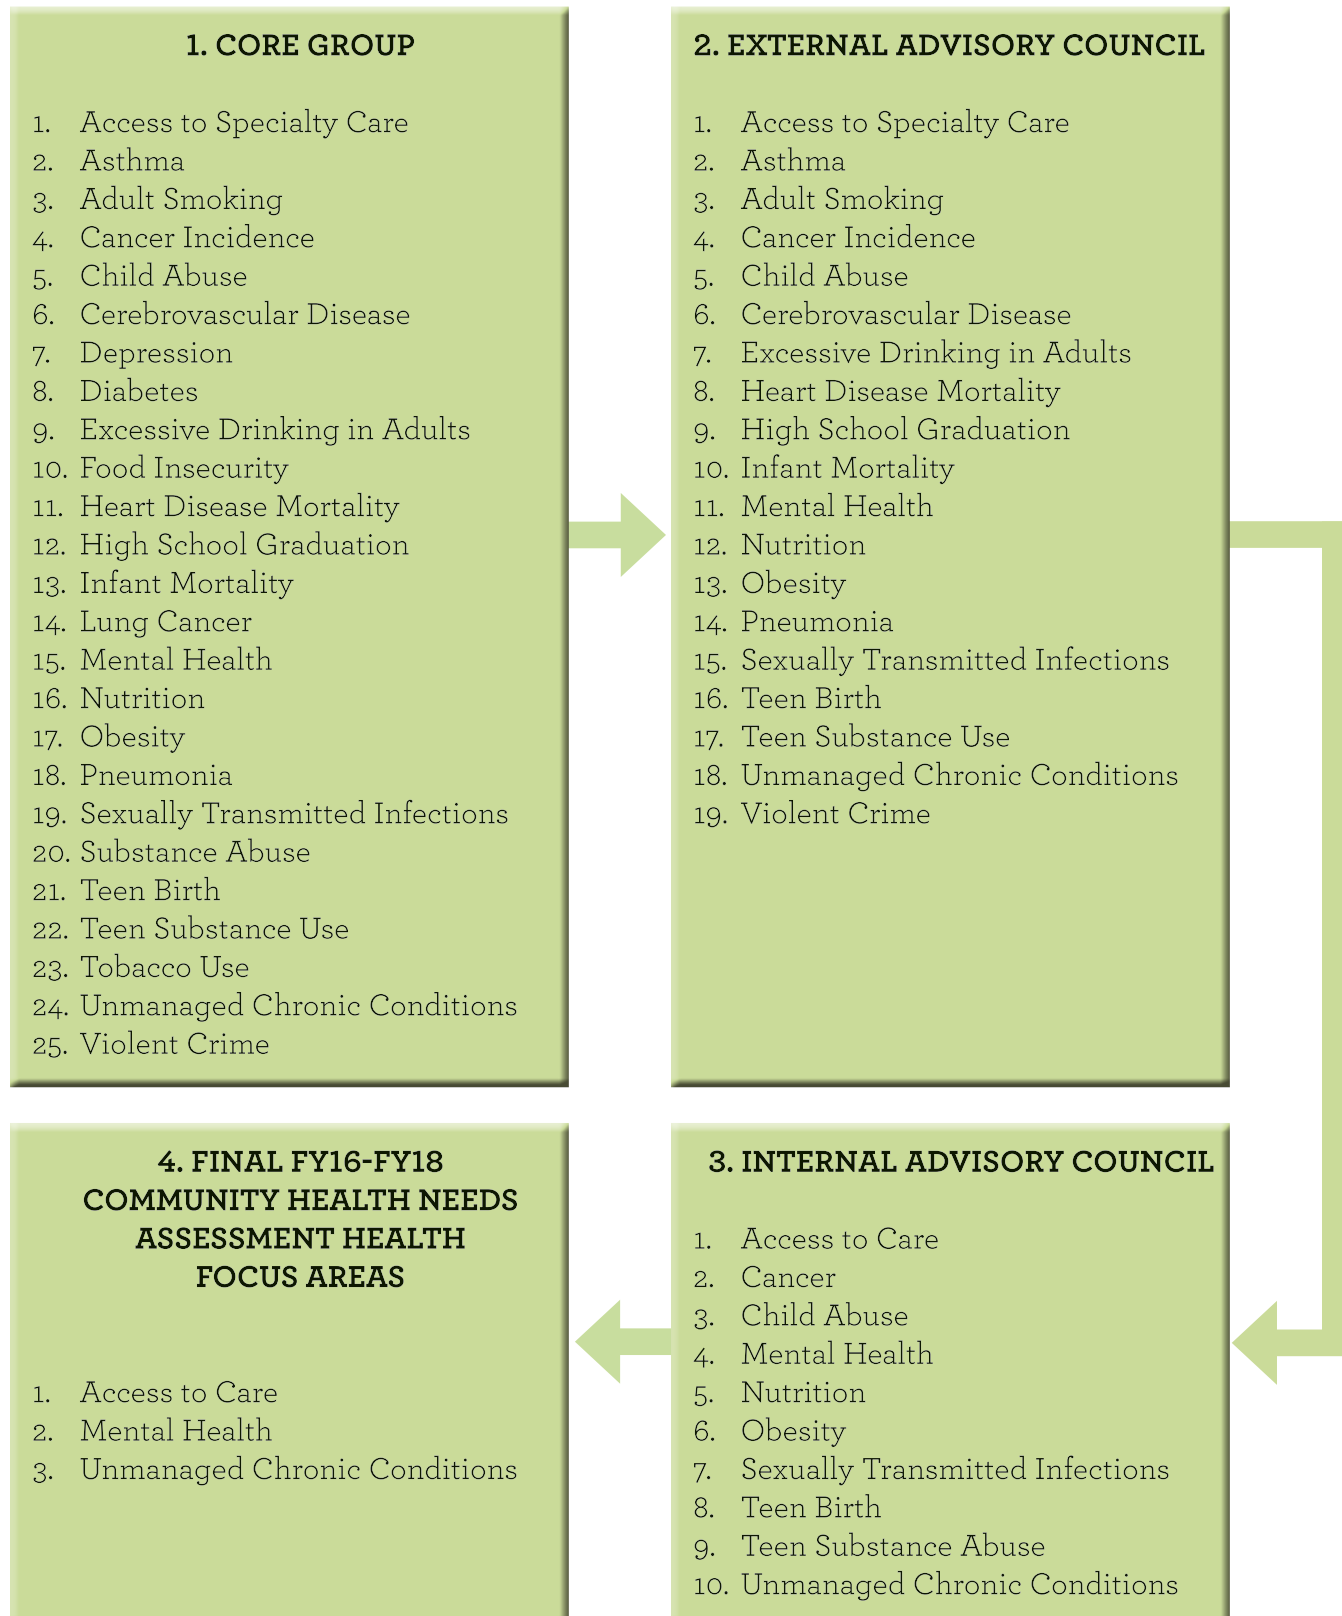 1. CORE GROUP
1. Access to Specialty Care
2. Asthma
3. Adult Smoking
4. Cancer Incidence
5. Child Abuse
6. Cerebrovascular Disease
7. Depression
8. Diabetes
9. Excessive Drinking in Adults
10. Food Insecurity
11. Heart Disease Mortality
12. High School Graduation
13. Infant Mortality
14. Lung Cancer
15. Mental Health
16. Nutrition
17. Obesity
18. Pneumonia
19. Sexually Transmitted Infections
20. Substance Abuse
21. Teen Birth
22. Teen Substance Use
23. Tobacco Use
24. Unmanaged Chronic Conditions
25. Violent Crime
2. EXTERNAL ADVISORY COUNCIL
1. Access to Specialty Care
2. Asthma
3. Adult Smoking
4. Cancer Incidence
5. Child Abuse
6. Cerebrovascular Disease
7. Excessive Drinking in Adults
8. Heart Disease Mortality
9. High School Graduation
10. Infant Mortality
11. Mental Health
12. Nutrition
13. Obesity
14. Pneumonia
15. Sexually Transmitted Infections
16. Teen Birth
17. Teen Substance Use
18. Unmanaged Chronic Conditions
19. Violent Crime
3. INTERNAL ADVISORY COUNCIL
1. Access to Care
2. Cancer
3. Child Abuse
4. Mental Health
5. Nutrition
6. Obesity
7. Sexually Transmitted Infections
8. Teen Birth
9. Teen Substance Abuse
10. Unmanaged Chronic Conditions
4. FINAL FY16-FY18
COMMUNITY HEALTH NEEDS
ASSESSMENT HEALTH
FOCUS AREAS
1. Access to Care
2. Mental Health
3. Unmanaged Chronic Conditions